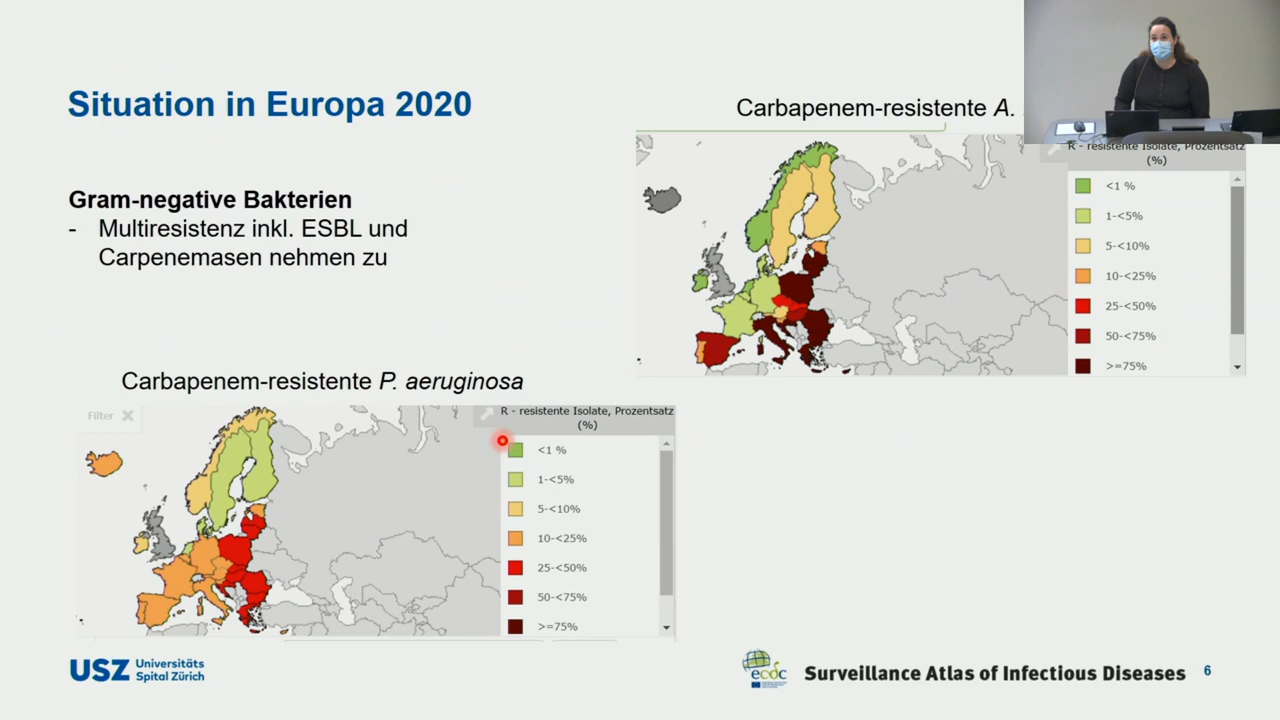 Situation in Europa 2020
Carbapenem-resistente A.
Gram-negative Bakterien
- Multiresistenz inkl. ESBL und
Carpenemasen nehmen zu
R - resistente Isolate, Prozentsatz
(%)
<1 %
1-<5%
5-<10%
10-<25%
25-<50%
50-<75%
>=75%
Carbapenem-resistente P. aeruginosa
Filter
R - resistente Isolate, Prozentsatz
(%)
<1 %
1-<5%
5-<10%
10-<25%
25-<50%
50-<75%
>=75%
USZ Universitäts
Spital Zürich
ecdc
Surveillance Atlas of Infectious Diseases
6